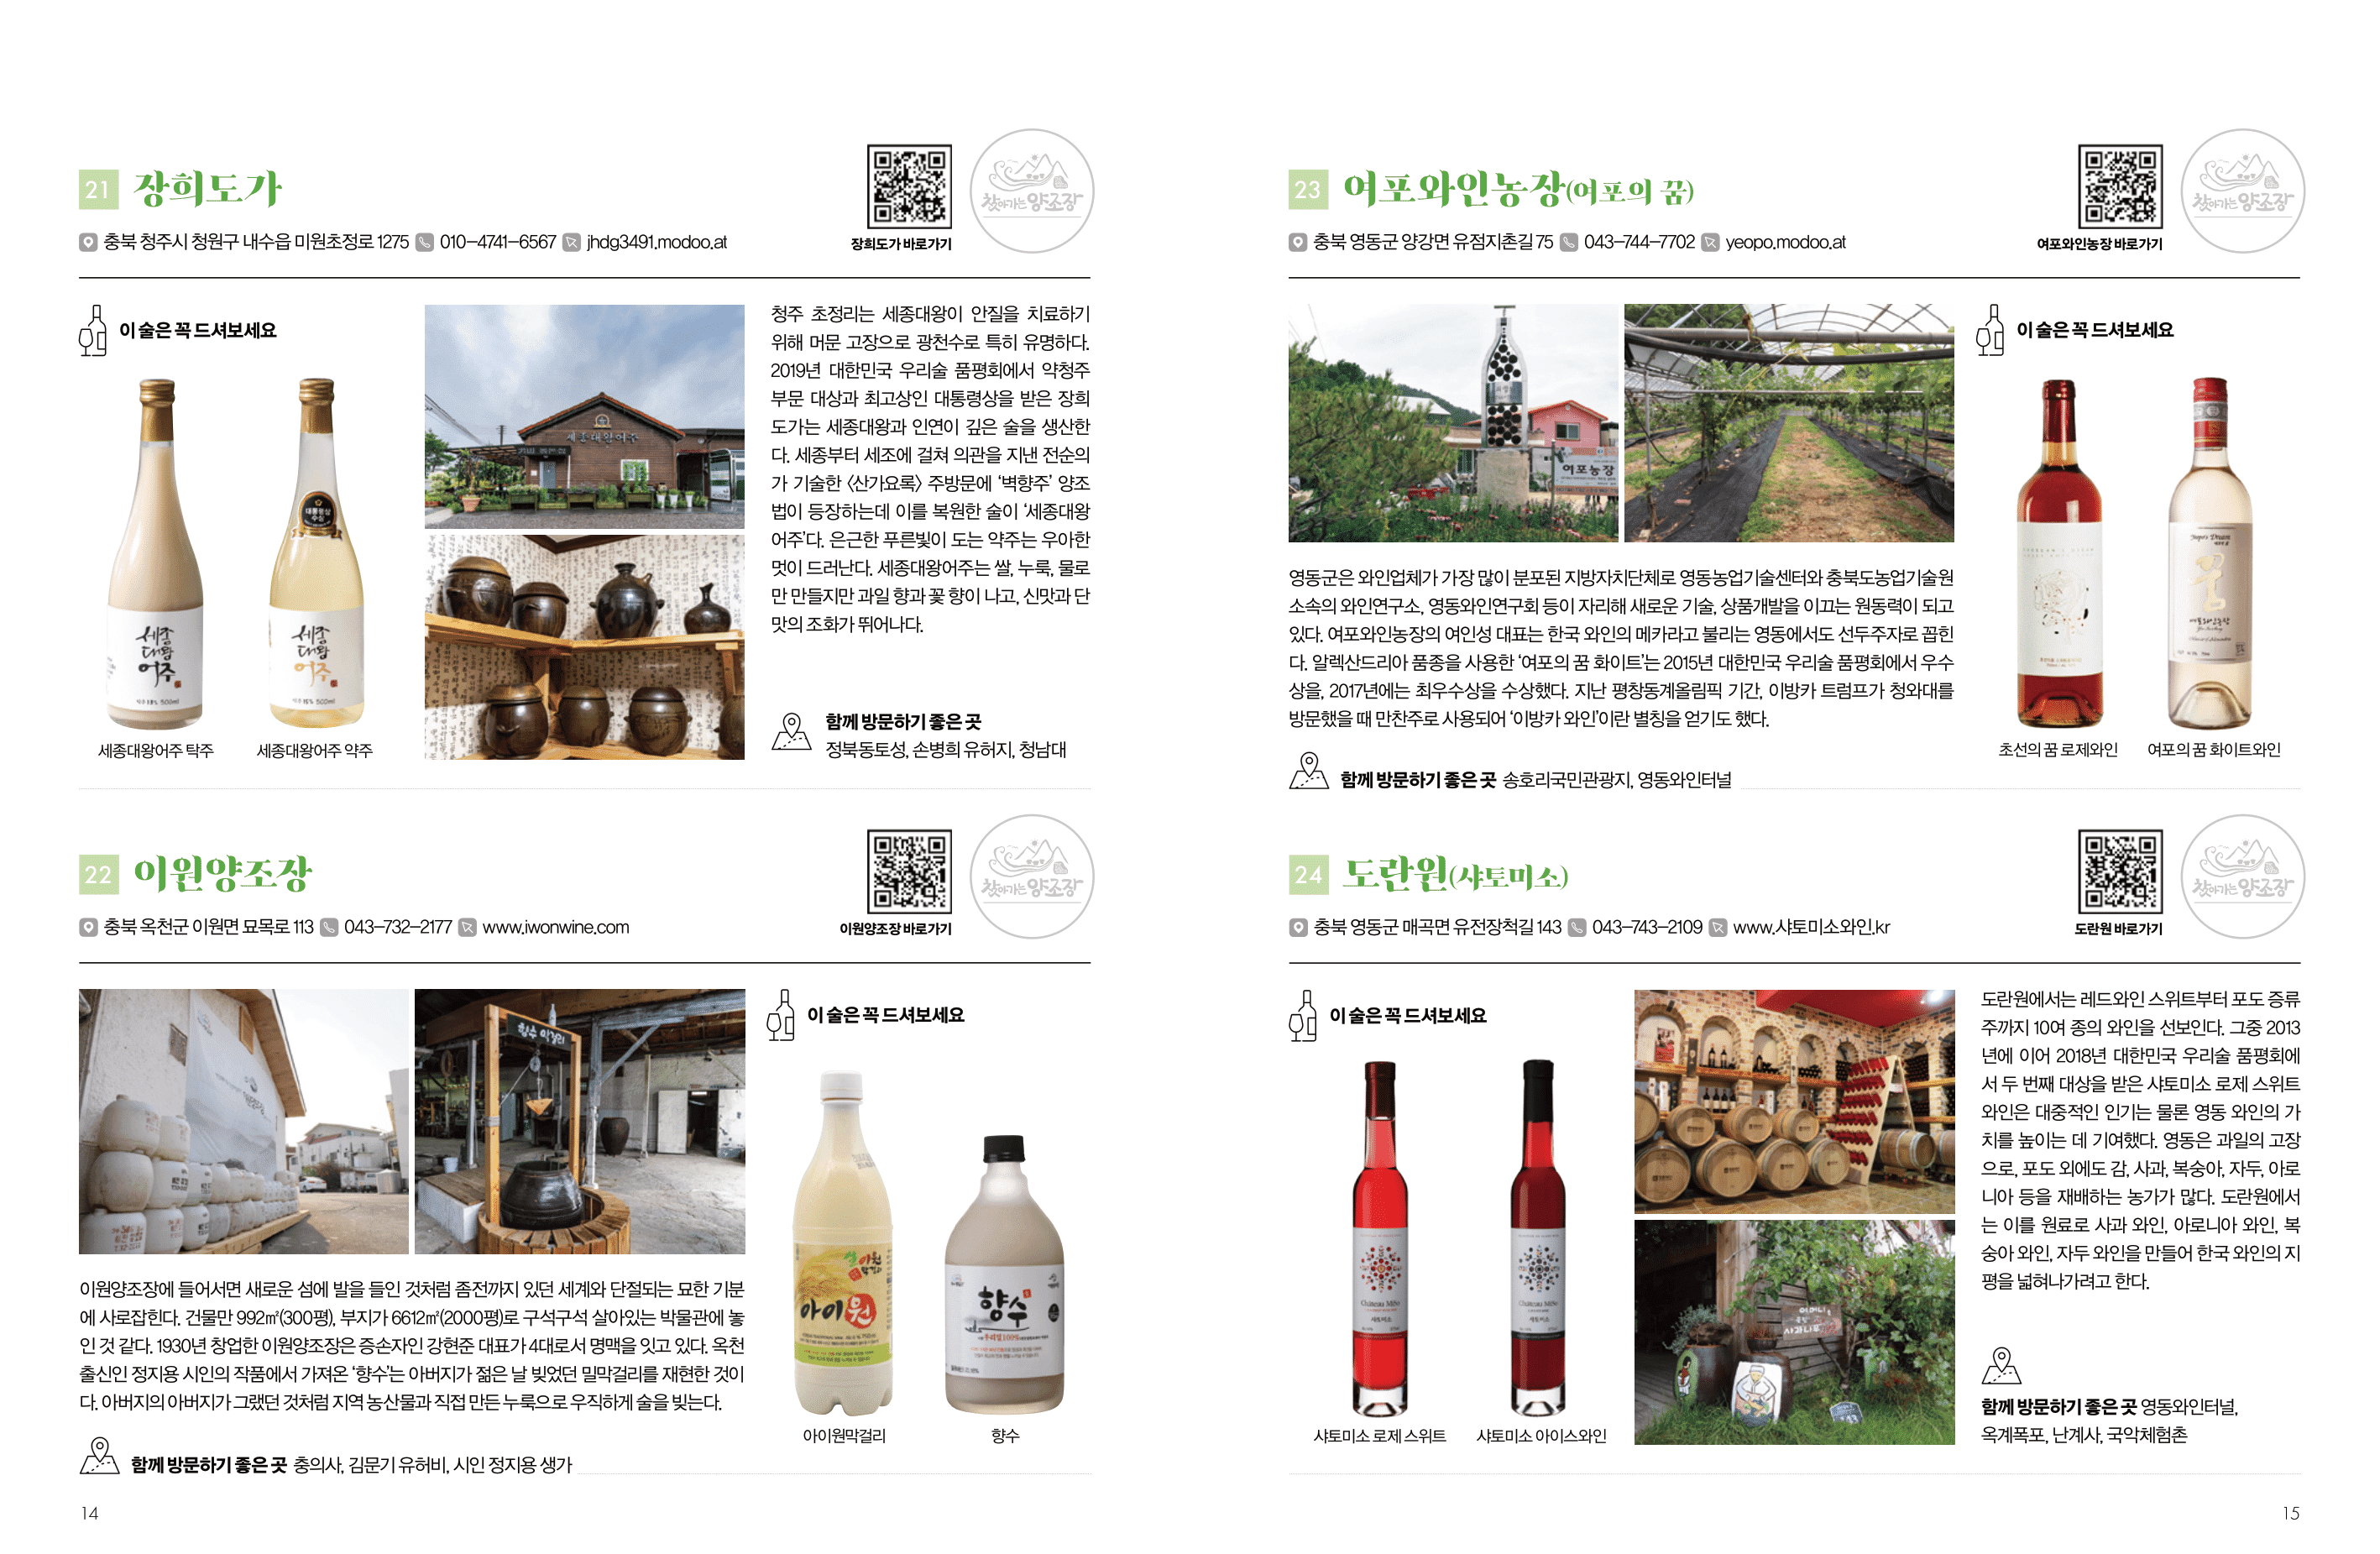 21 장희도가
충북 청주시 청원구 내수읍 미원초정로 1275 010-4741-6567 jhdg3491.modoo.at
장희도가 바로가기
찾아가는 양조장
이 술은 꼭 드셔보세요
세종대왕어주
세종
대왕
어주
세종
대왕
어주
대통령상
수상
세종대왕어주 탁주
세종대왕어주 약주
청주 초정리는 세종대왕이 안질을 치료하기
위해 머문 고장으로 광천수로 특히 유명하다.
2019년 대한민국 우리술 품평회에서 약청주
부문 대상과 최고상인 대통령상을 받은 장희
도가는 세종대왕과 인연이 깊은 술을 생산한
다. 세종부터 세조에 걸쳐 의관을 지낸 전순의
가 기술한 〈산가요록〉 주방문에 ‘벽향주’ 양조
법이 등장하는데 이를 복원한 술이 ‘세종대왕
어주’다. 은근한 푸른빛이 도는 약주는 우아한
멋이 드러난다. 세종대왕어주는 쌀, 누룩, 물로
만 만들지만 과일 향과 꽃 향이 나고, 신맛과 단
맛의 조화가 뛰어나다.
함께 방문하기 좋은 곳
정북동토성, 손병희 유허지, 청남대
22 이원양조장
충북 옥천군 이원면 묘목로 113 043-732-2177 www.iwonwine.com
이원양조장 바로가기
찾아가는 양조장
향수 막걸리
이 술은 꼭 드셔보세요
아이원
향수
아이원막걸리
향수
이원양조장에 들어서면 새로운 섬에 발을 들인 것처럼 좀전까지 있던 세계와 단절되는 묘한 기분
에 사로잡힌다. 건물만 992㎡(300평), 부지가 6612㎡(2000평)로 구석구석 살아있는 박물관에 놓
인 것 같다. 1930년 창업한 이원양조장은 증손자인 강현준 대표가 4대로서 명맥을 잇고 있다. 옥천
출신인 정지용 시인의 작품에서 가져온 ‘향수’는 아버지가 젊은 날 빚었던 밀막걸리를 재현한 것이
다. 아버지의 아버지가 그랬던 것처럼 지역 농산물과 직접 만든 누룩으로 우직하게 술을 빚는다.
함께 방문하기 좋은 곳 충의사, 김문기 유허비, 시인 정지용 생가
14
23 여포와인농장(여포의 꿈)
충북 영동군 양강면 유점지촌길 75 043-744-7702 yeopo.modoo.at
여포와인농장 바로가기
찾아가는 양조장
여포농장
이 술은 꼭 드셔보세요
꿈
여포와인농장
초선의 꿈 로제와인
여포의 꿈 화이트와인
영동군은 와인업체가 가장 많이 분포된 지방자치단체로 영동농업기술센터와 충북도농업기술원
소속의 와인연구소, 영동와인연구회 등이 자리해 새로운 기술, 상품개발을 이끄는 원동력이 되고
있다. 여포와인농장의 여인성 대표는 한국 와인의 메카라고 불리는 영동에서도 선두주자로 꼽힌
다. 알렉산드리아 품종을 사용한 ‘여포의 꿈 화이트’는 2015년 대한민국 우리술 품평회에서 우수
상을, 2017년에는 최우수상을 수상했다. 지난 평창동계올림픽 기간, 이방카 트럼프가 청와대를
방문했을 때 만찬주로 사용되어 ‘이방카 와인’이란 별칭을 얻기도 했다.
함께 방문하기 좋은 곳 송호리국민관광지, 영동와인터널
24 도란원(샤토미소)
충북 영동군 매곡면 유전장척길 143 043-743-2109 www.샤토미소와인.kr
도란원 바로가기
찾아가는 양조장
이 술은 꼭 드셔보세요
샤토미소 로제 스위트
샤토미소 아이스와인
도란원에서는 레드와인 스위트부터 포도 증류
주까지 10여 종의 와인을 선보인다. 그중 2013
년에 이어 2018년 대한민국 우리술 품평회에
서 두 번째 대상을 받은 샤토미소 로제 스위트
와인은 대중적인 인기는 물론 영동 와인의 가
치를 높이는 데 기여했다. 영동은 과일의 고장
으로, 포도 외에도 감, 사과, 복숭아, 자두, 아로
니아 등을 재배하는 농가가 많다. 도란원에서
는 이를 원료로 사과 와인, 아로니아 와인, 복
숭아 와인, 자두 와인을 만들어 한국 와인의 지
평을 넓혀나가려고 한다.
함께 방문하기 좋은 곳 영동와인터널,
옥계폭포, 난계사, 국악체험촌
15